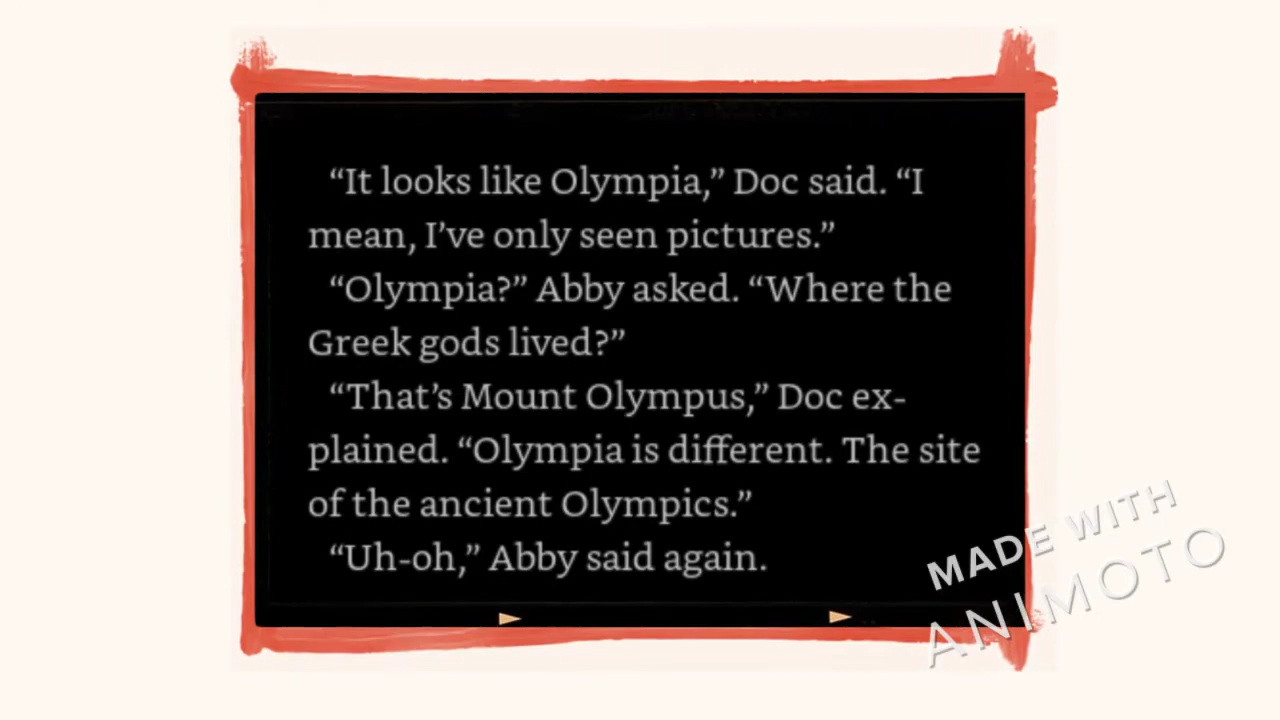 “It looks like Olympia,” Doc said. “I
mean, I’ve only seen pictures.”
“Olympia?” Abby asked. “Where the
Greek gods lived?”
“That’s Mount Olympus,” Doc ex-
plained. “Olympia is different. The site
of the ancient Olympics.”
“Uh-oh,” Abby said again.
MADE WITH
ANIMOTO